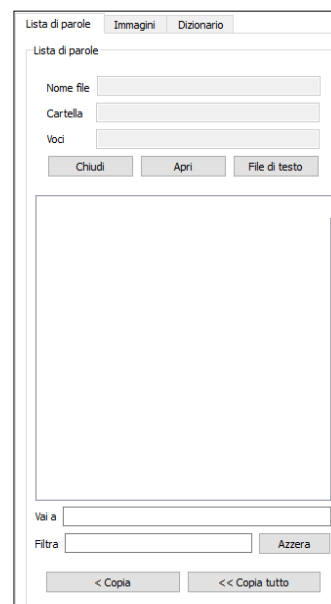 Lista di parole Immagini Dizionario
Lista di parole
Nome file
Cartella
Voci
Chiudi Apri File di testo
Vai a
Filtra Azzera
< Copia << Copia tutto